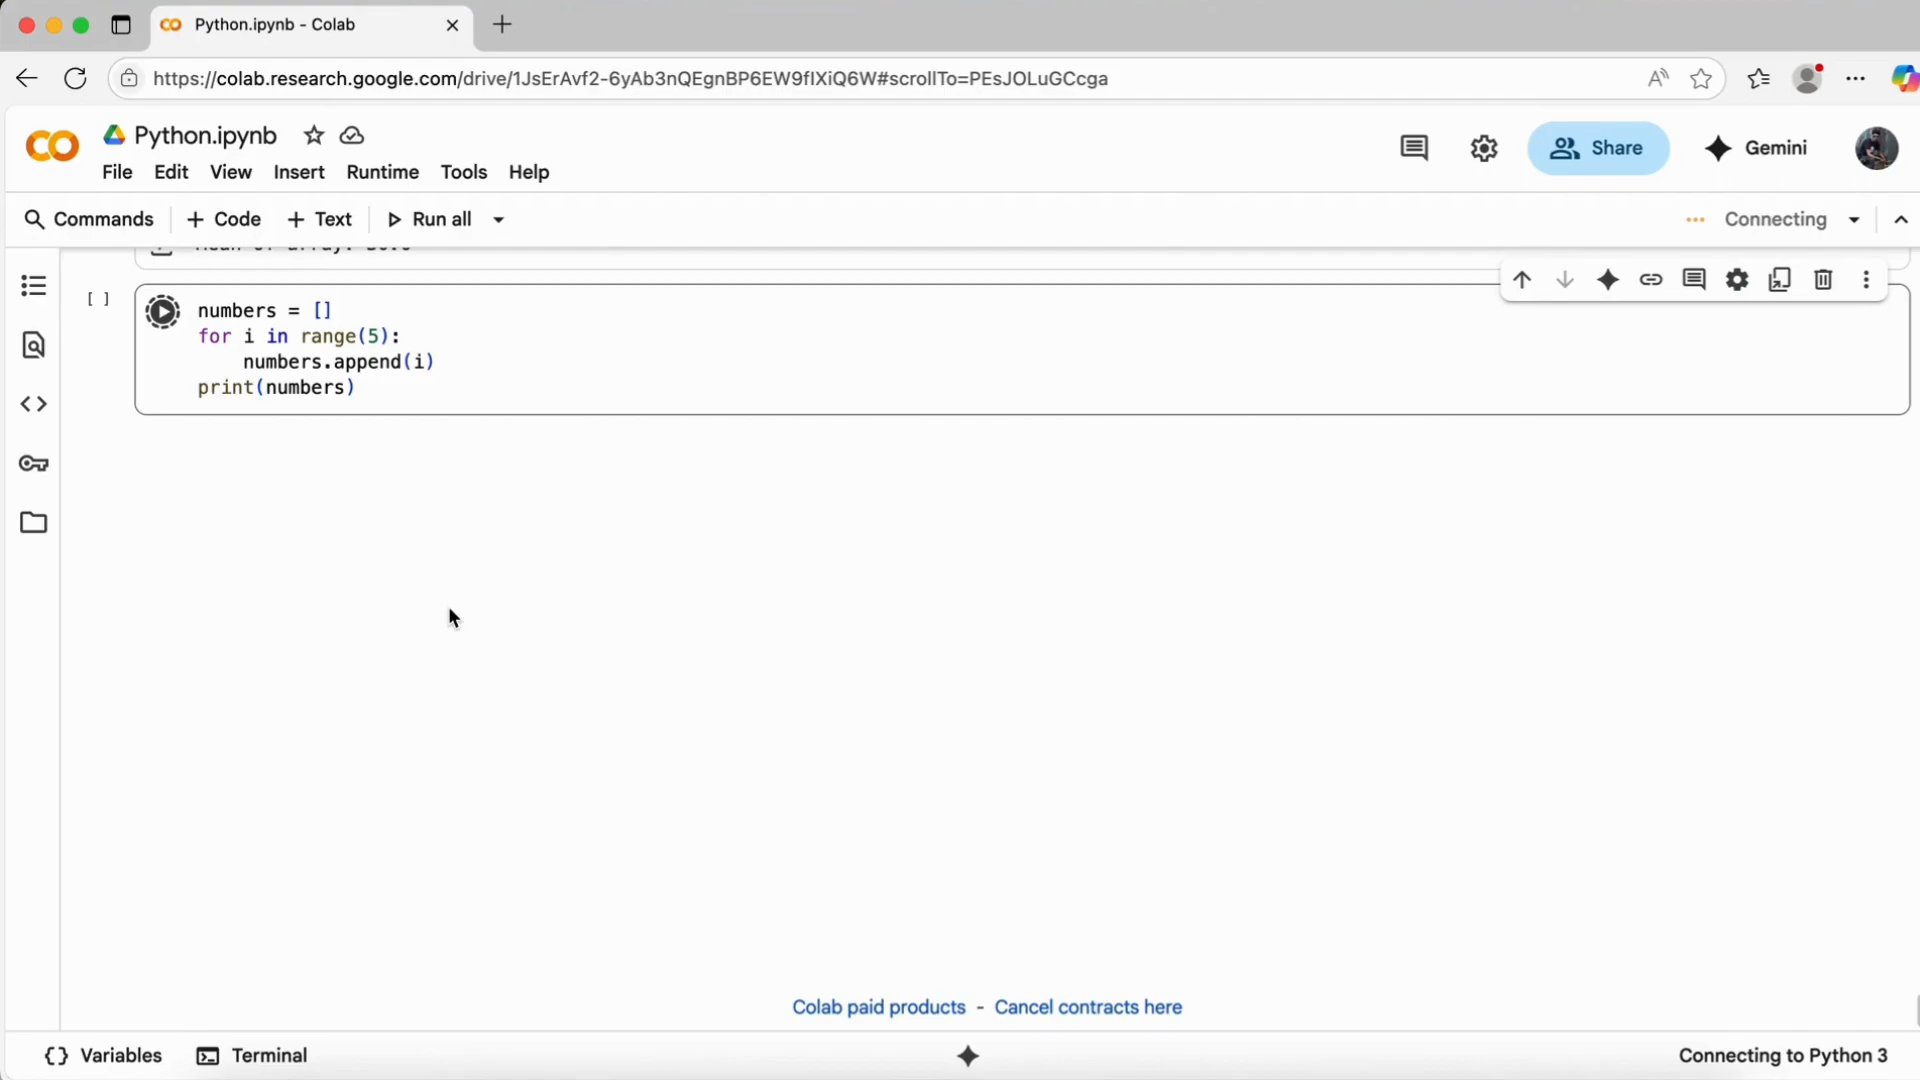 Python.ipynb - Colab
https://colab.research.google.com/drive/1JsErAvf2-6yAb3nQEgnBP6EW9fIXiQ6W#scrollTo=PEsJOLuGCcga
Python.ipynb
Share
Gemini
File Edit View Insert Runtime Tools Help
Commands + Code + Text Run all
Connecting
[ ]
numbers = []
for i in range(5):
    numbers.append(i)
print(numbers)
Colab paid products - Cancel contracts here
Variables Terminal
Connecting to Python 3